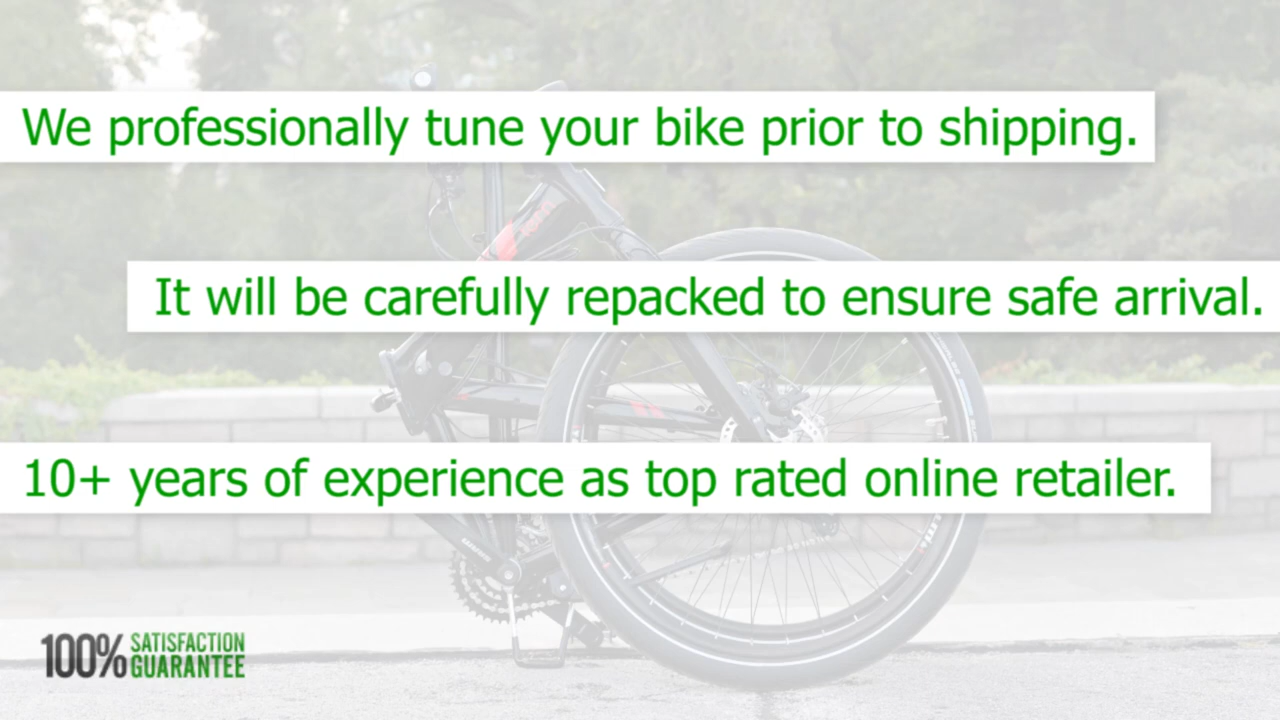 We professionally tune your bike prior to shipping.
It will be carefully repacked to ensure safe arrival.
10+ years of experience as top rated online retailer.
100% SATISFACTION
GUARANTEE